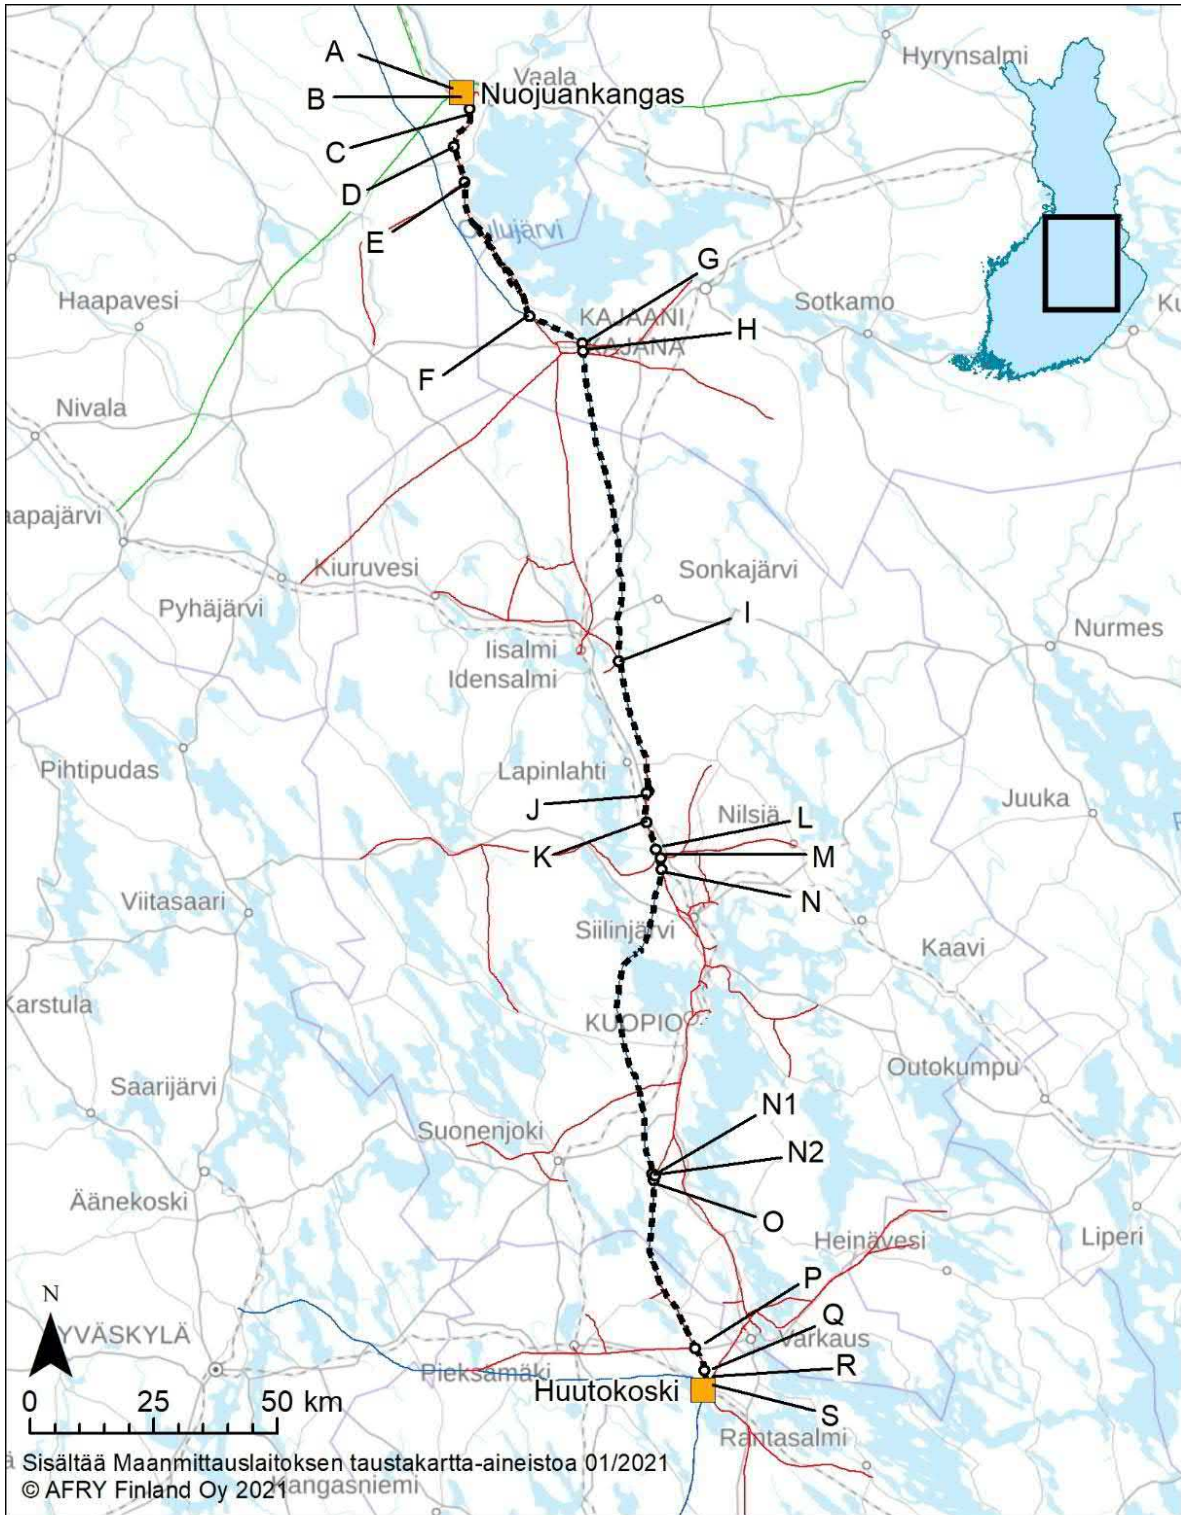 A
Hyrynsalmi
Vaala
B
Nuojuankangas
C
D
E
Oulujärvi
G
Haapavesi
KAJAANI
Sotkamo
H
KAJANA
F
Nivala
aapajärvi
Kiuruvesi
Sonkajärvi
Pyhäjärvi
I
Nurmes
Iisalmi
Idensalmi
Pihtipudas
Lapinlahti
Juuka
J
Nilsiä
L
K
M
Viitasaari
N
Siilinjärvi
Kaavi
Karstula
KUOPIO
Outokumpu
Saarijärvi
N1
Suonenjoki
N2
Äänekoski
O
Heinävesi
Liperi
P
N
Q
YVÄSKYLÄ
Varkaus
Pieksämäki
R
0 25 50 km
Huutokoski
S
Rantasalmi
Sisältää Maanmittauslaitoksen taustakartta-aineistoa 01/2021
© AFRY Finland Oy 2021
Kangasniemi